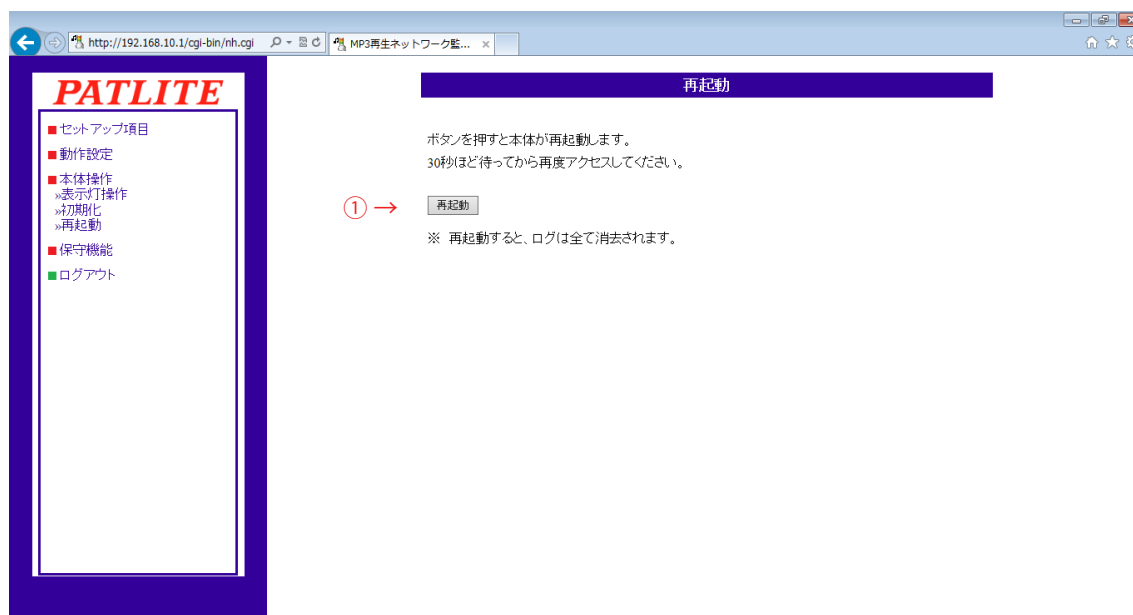 http://192.168.10.1/cgi-bin/nh.cgi
MP3再生ネットワーク監...
PATLITE
セットアップ項目
動作設定
本体操作
»表示灯操作
»初期化
»再起動
保守機能
ログアウト
再起動
ボタンを押すと本体が再起動します。
30秒ほど待ってから再度アクセスしてください。
①→
再起動
※ 再起動すると、ログは全て消去されます。